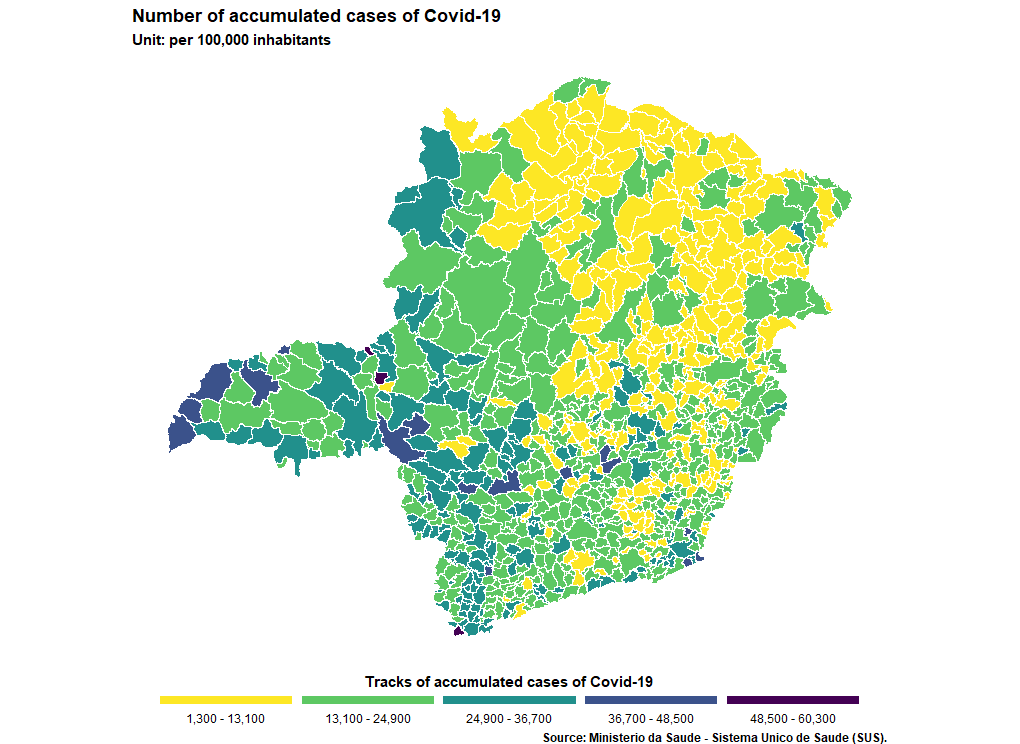 Number of accumulated cases of Covid-19
Unit: per 100,000 inhabitants
Tracks of accumulated cases of Covid-19
1,300 - 13,100 13,100 - 24,900 24,900 - 36,700 36,700 - 48,500 48,500 - 60,300
Source: Ministerio da Saude - Sistema Unico de Saude (SUS).